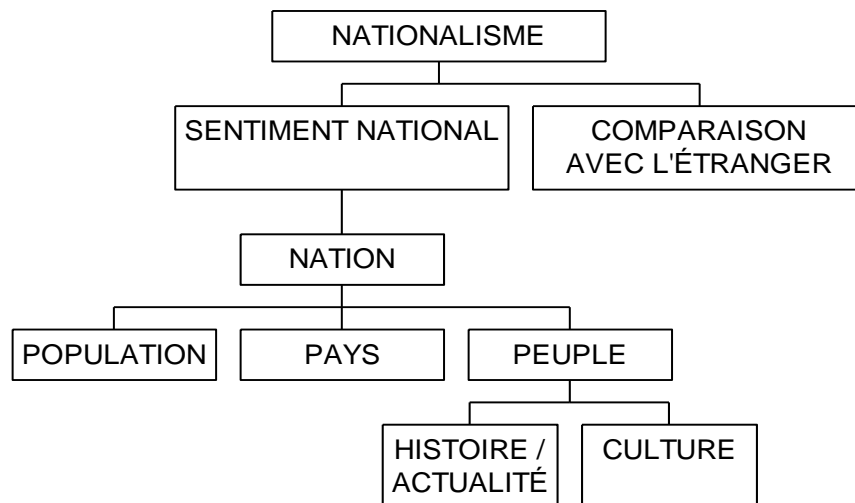 NATIONALISME
SENTIMENT NATIONAL
COMPARAISON
AVEC L'ÉTRANGER
NATION
POPULATION
PAYS
PEUPLE
HISTOIRE /
ACTUALITÉ
CULTURE